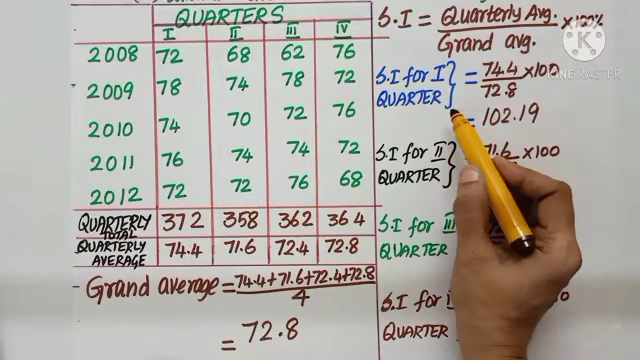 QUARTERS
I II III IV
2008 72 68 62 76
2009 78 74 78 72
2010 74 70 72 76
2011 76 74 74 72
2012 72 72 76 68
QUARTERLY TOTAL 372 358 362 364
QUARTERLY AVERAGE 74.4 71.6 72.4 72.8
Grand average = 74.4+71.6+72.4+72.8
4
= 72.8
S.I = Quarterly Avg. × 100%
Grand avg.
KINEMASTER
S.I for I QUARTER } = 74.4 × 100
72.8
= 102.19
S.I for II QUARTER } 71.6 × 100
S.I for III
QUARTER
S.I for
QUARTER